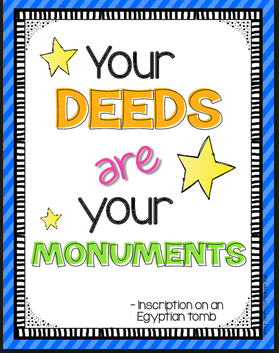 Your
DEEDS
are
your
MONUMENTS
- Inscription on an
Egyptian tomb